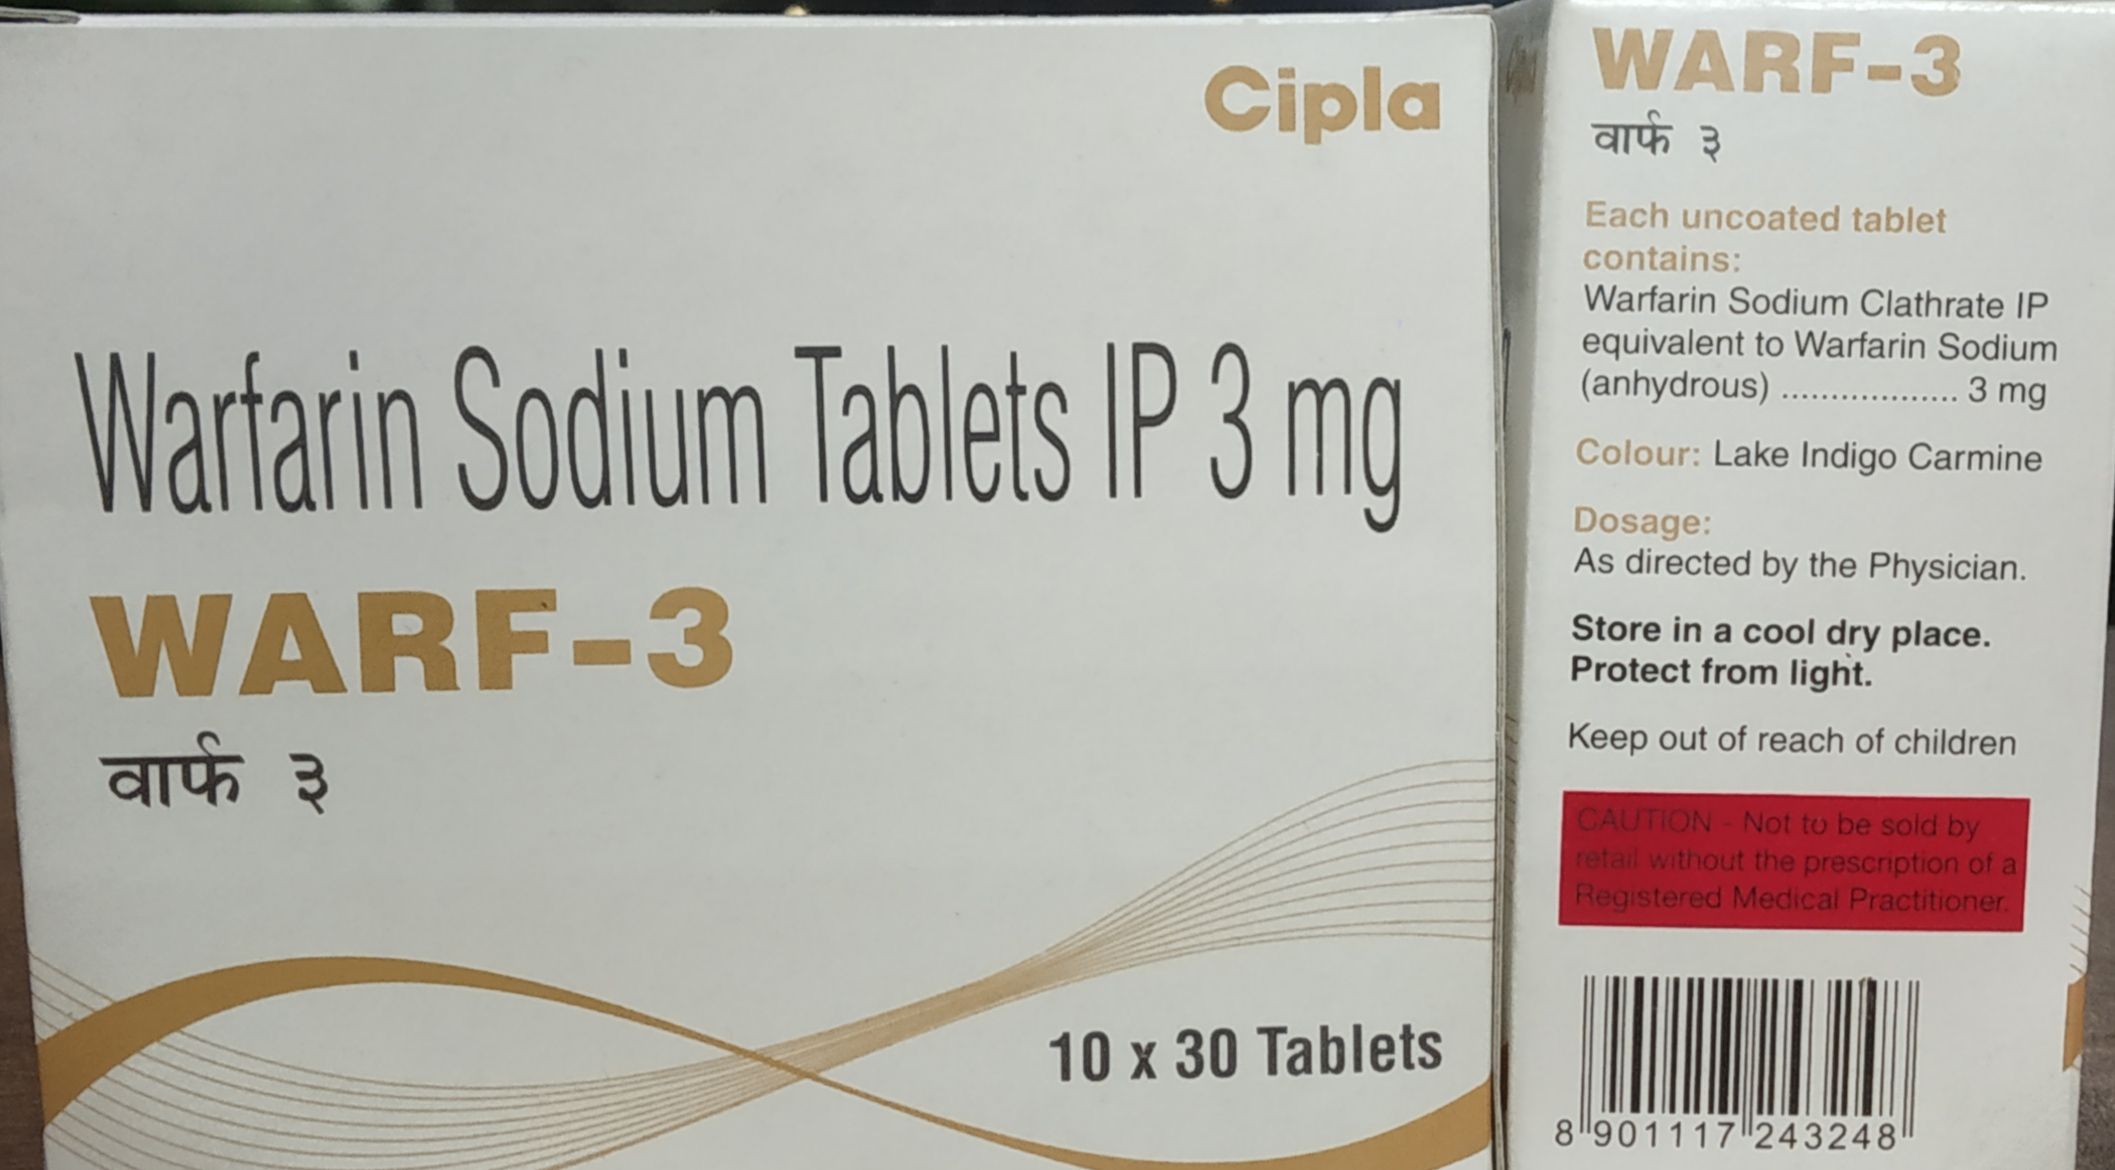 Cipla
Warfarin Sodium Tablets IP 3 mg
WARF-3
वार्फ ३
10 x 30 Tablets
WARF-3
वार्फ ३
Each uncoated tablet
contains:
Warfarin Sodium Clathrate IP
equivalent to Warfarin Sodium
(anhydrous) .................. 3 mg
Colour: Lake Indigo Carmine
Dosage:
As directed by the Physician.
Store in a cool dry place.
Protect from light.
Keep out of reach of children
CAUTION - Not to be sold by
retail without the prescription of a
Registered Medical Practitioner.
8 901117 243248